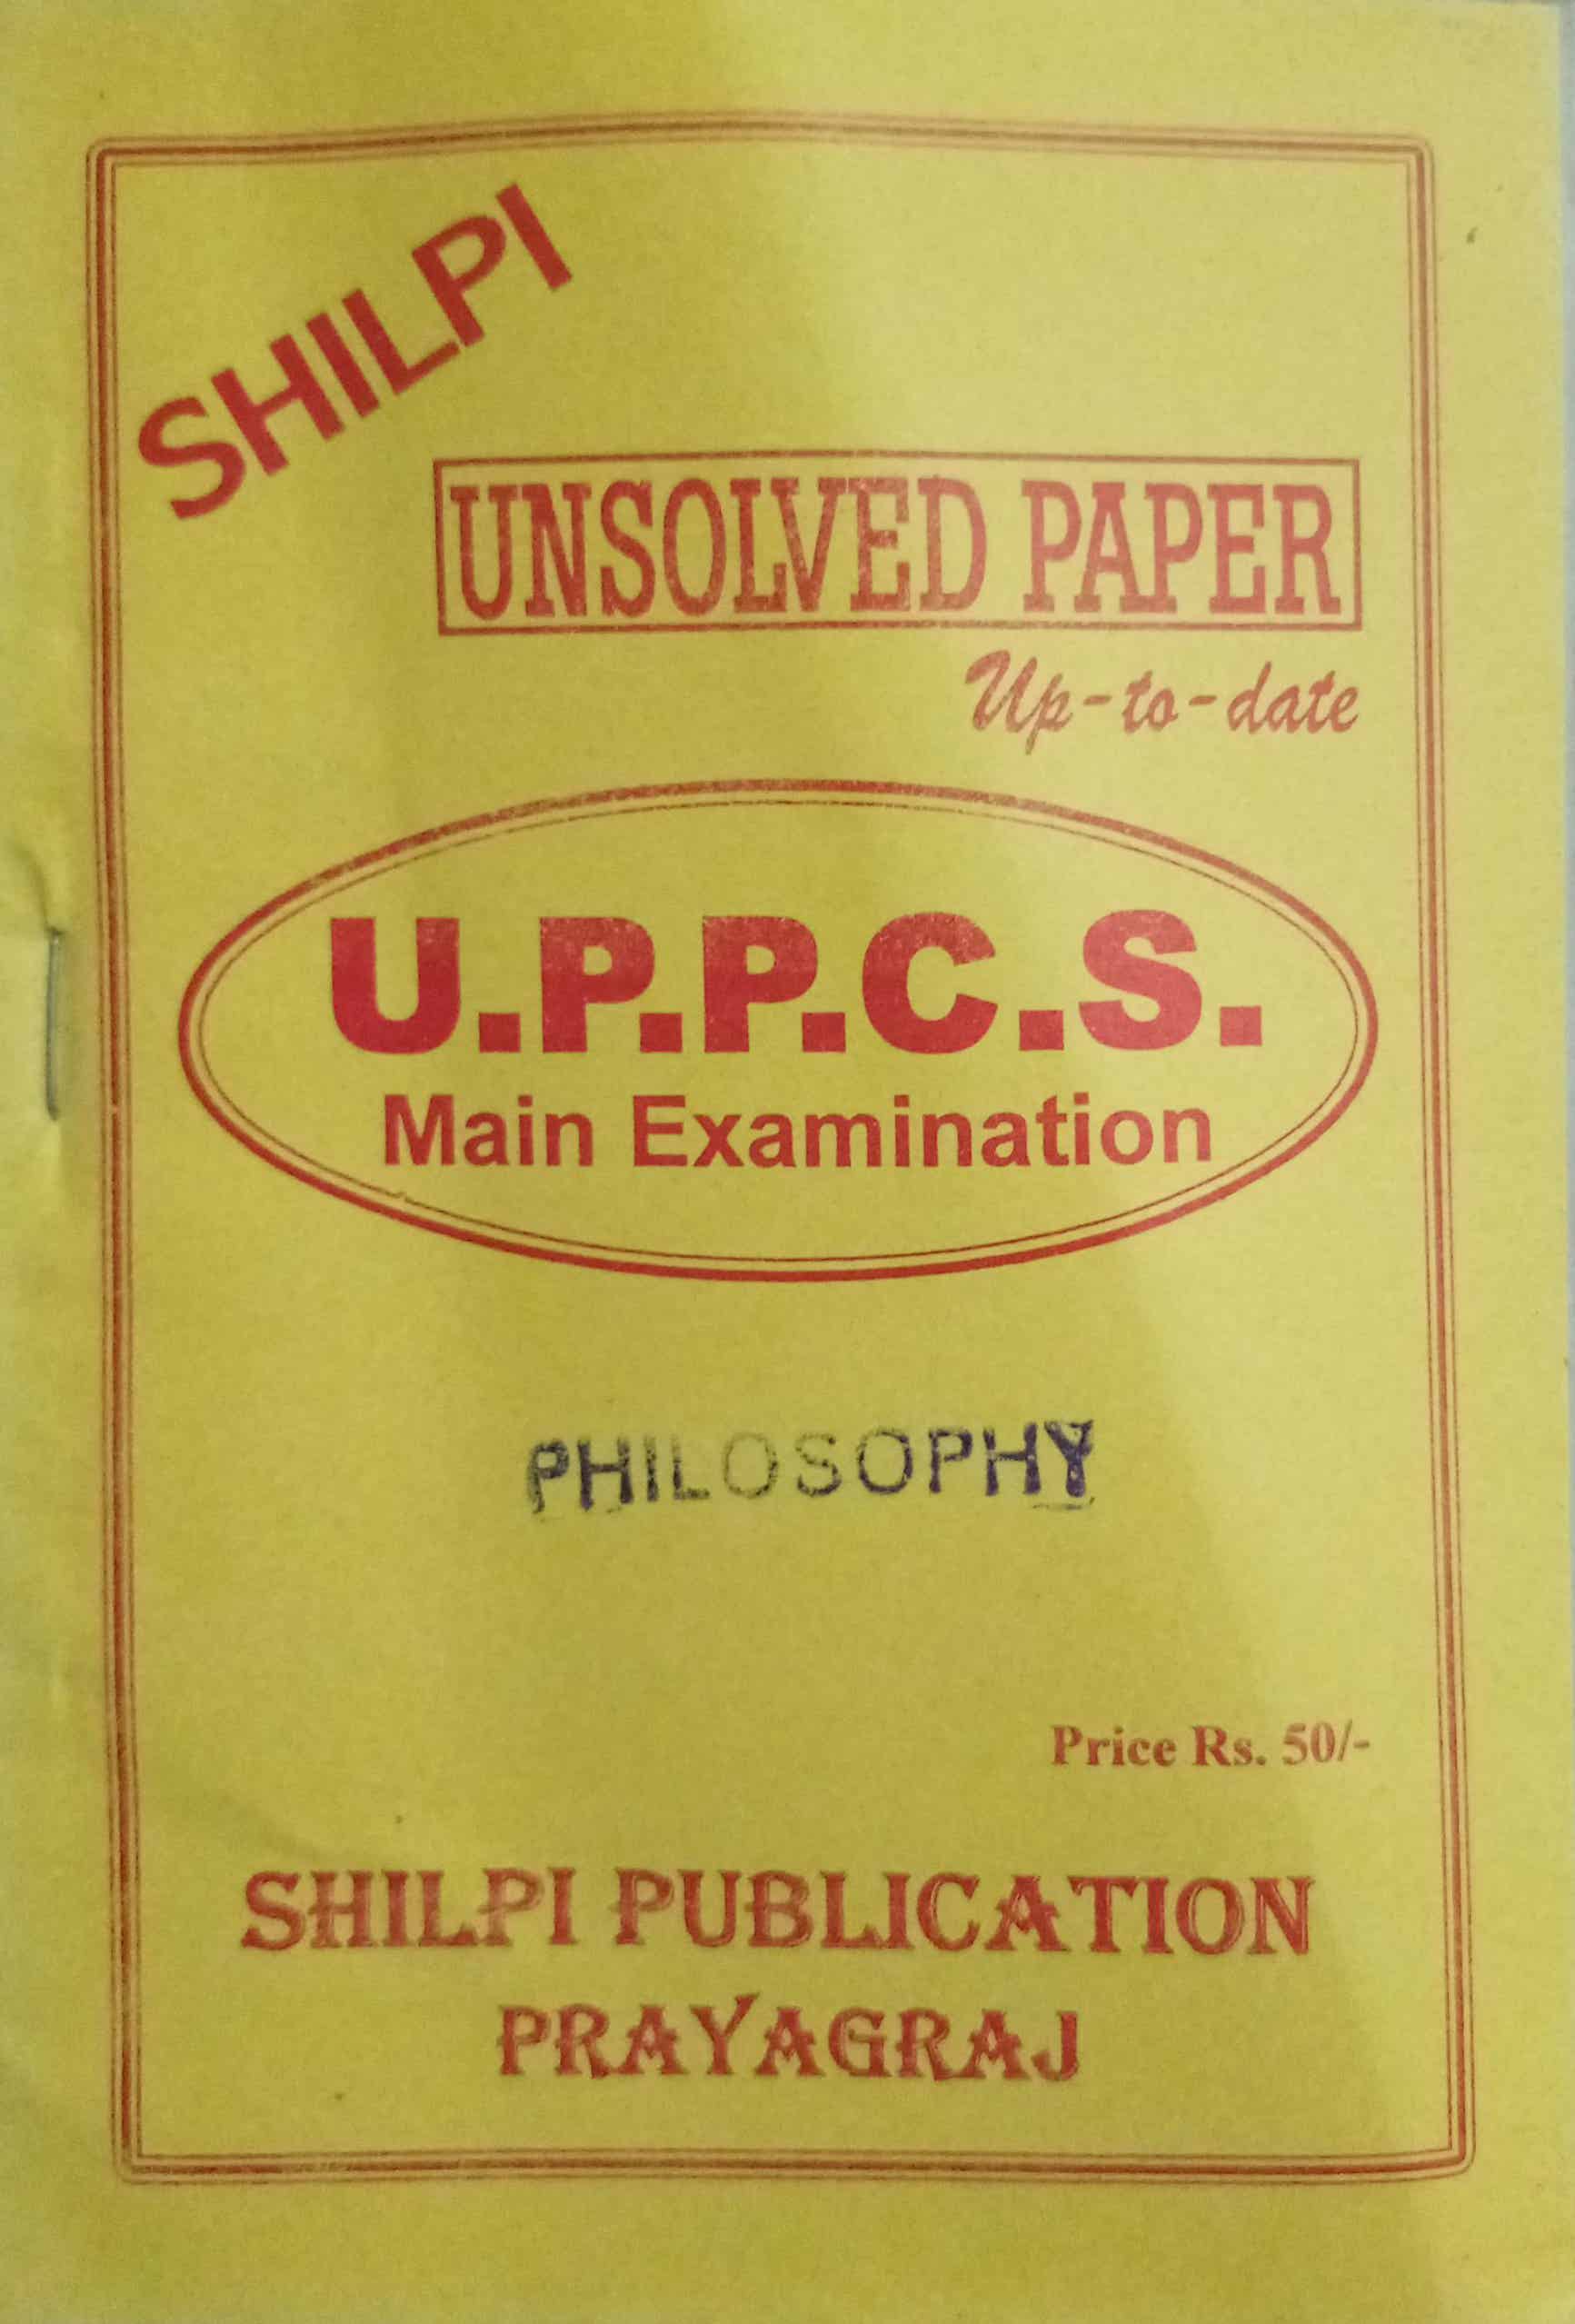 SHILPI
UNSOLVED PAPER
Up-to-date
U.P.P.C.S.
Main Examination
PHILOSOPHY
Price Rs. 50/-
SHILPI PUBLICATION
PRAYAGRAJ